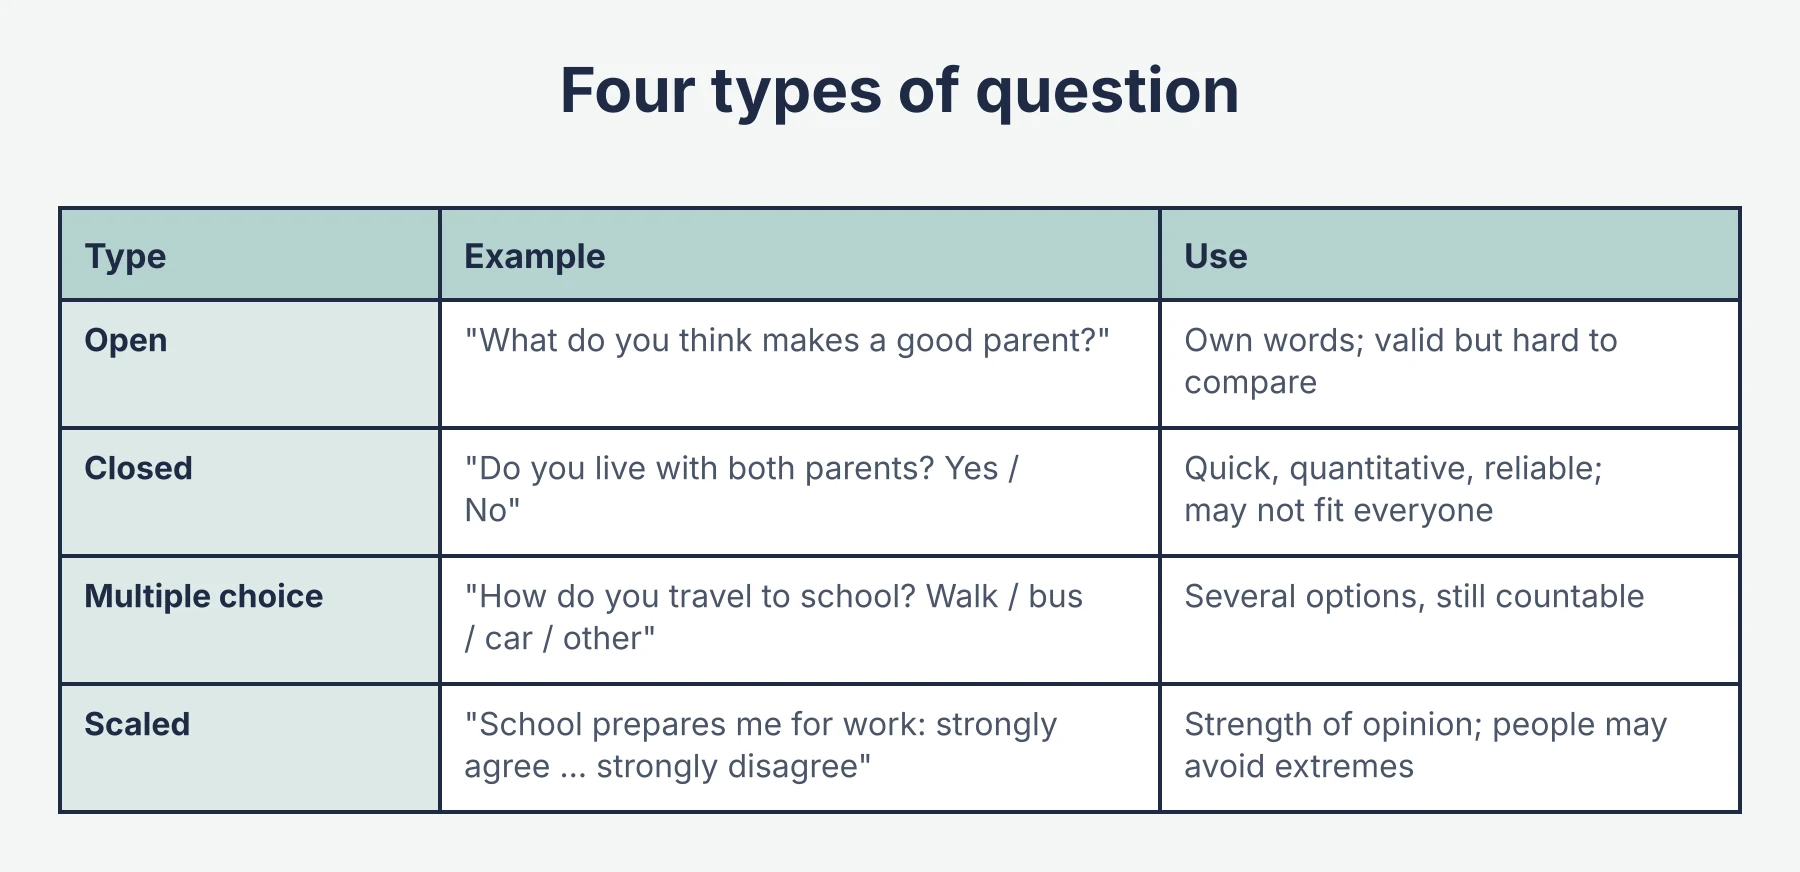 Four types of question
Type
Example
Use
Open
"What do you think makes a good parent?"
Own words; valid but hard to
compare
Closed
"Do you live with both parents? Yes /
No"
Quick, quantitative, reliable;
may not fit everyone
Multiple choice
"How do you travel to school? Walk / bus
/ car / other"
Several options, still countable
Scaled
"School prepares me for work: strongly
agree ... strongly disagree"
Strength of opinion; people may
avoid extremes